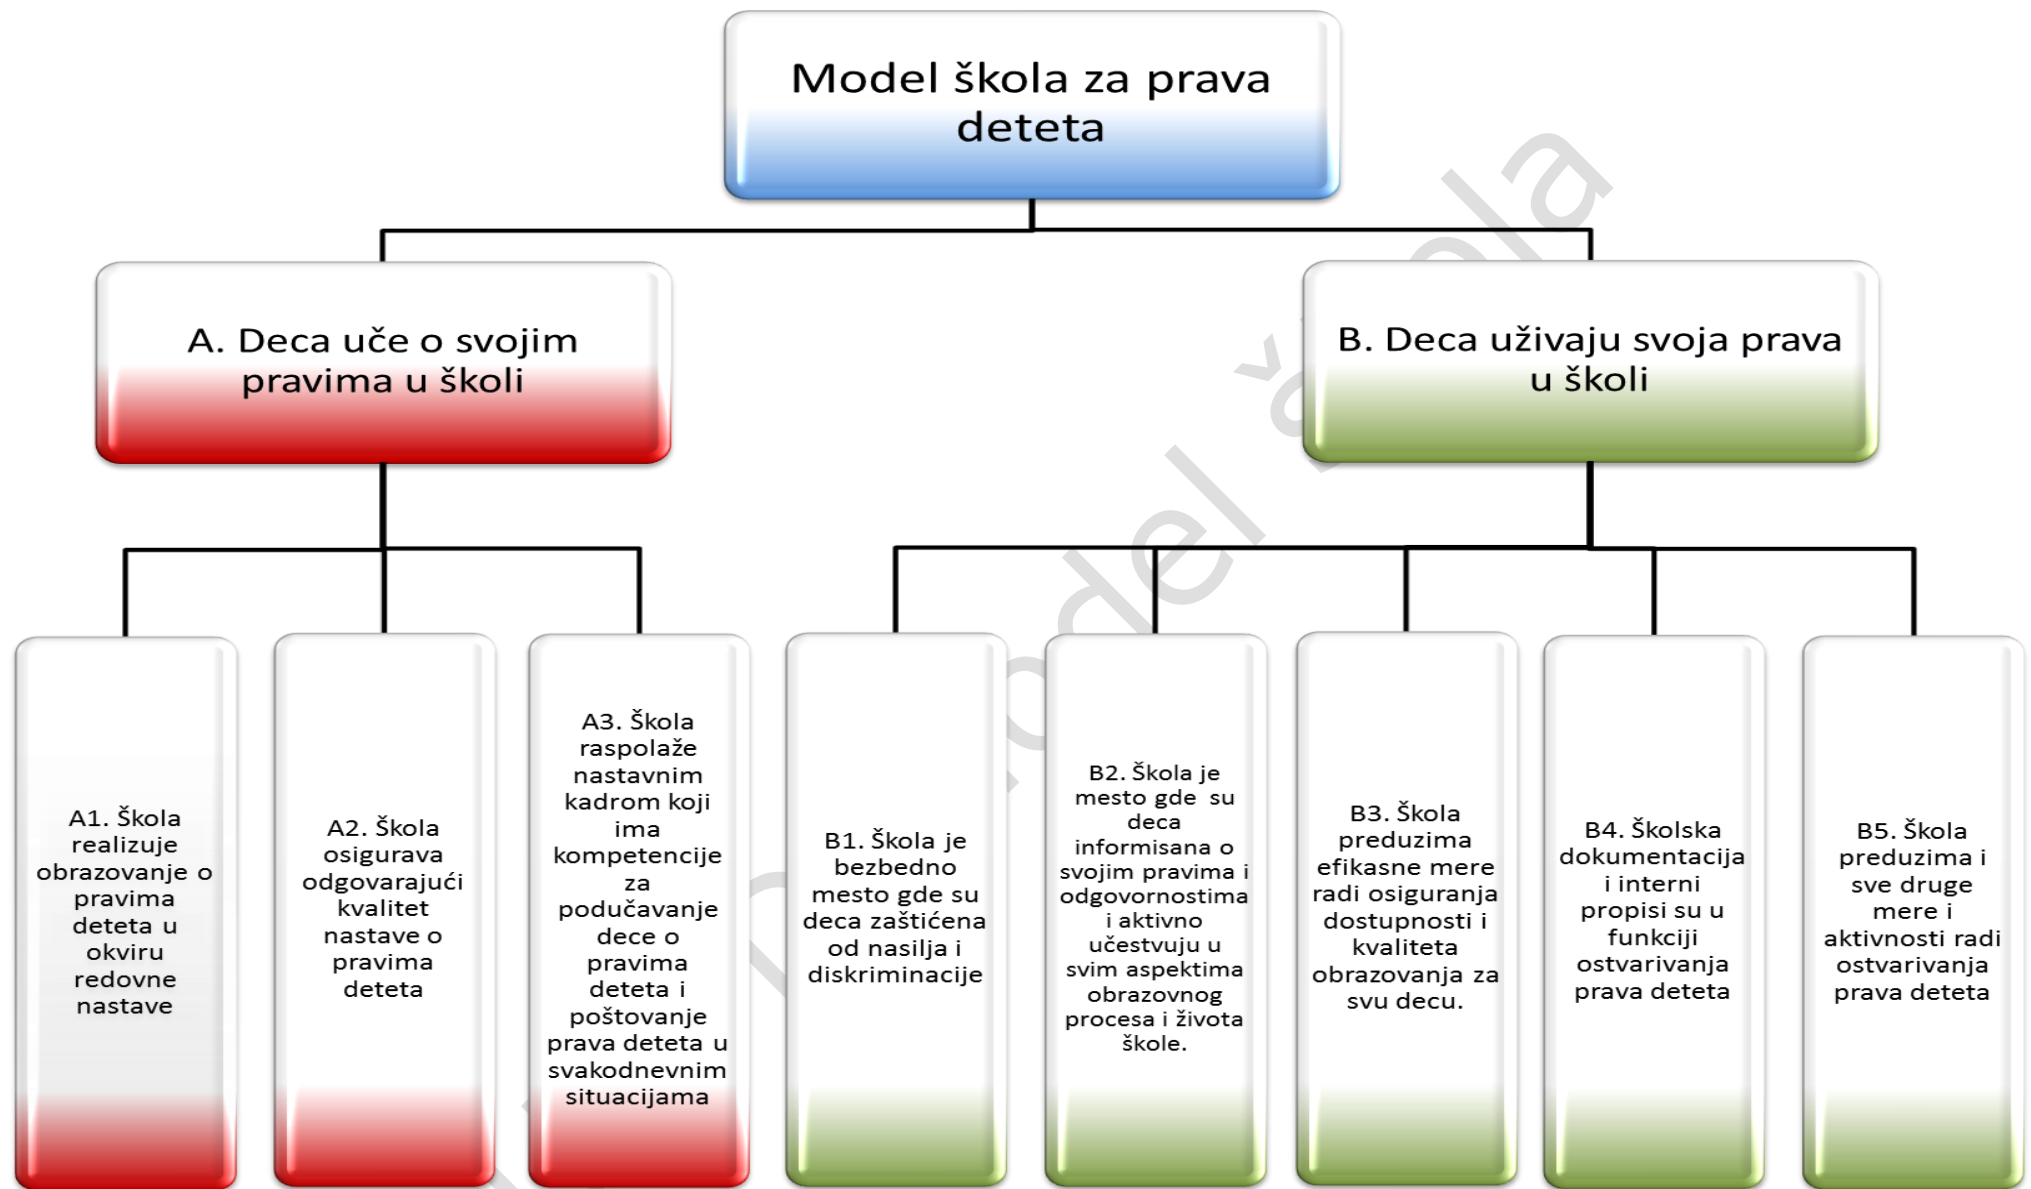 Model škola za prava
deteta
A. Deca uče o svojim
pravima u školi
B. Deca uživaju svoja prava
u školi
A1. Škola
realizuje
obrazovanje o
pravima
deteta u
okviru
redovne
nastave
A2. Škola
osigurava
odgovarajući
kvalitet
nastave o
pravima
deteta
A3. Škola
raspolaže
nastavnim
kadrom koji
ima
kompetencije
za
podučavanje
dece o
pravima
deteta i
poštovanje
prava deteta u
svakodnevnim
situacijama
B1. Škola je
bezbedno
mesto gde su
deca zaštićena
od nasilja i
diskriminacije
B2. Škola je
mesto gde su
deca
informisana o
svojim pravima i
odgovornostima
i aktivno
učestvuju u
svim aspektima
obrazovnog
procesa i života
škole.
B3. Škola
preduzima
efikasne mere
radi osiguranja
dostupnosti i
kvaliteta
obrazovanja za
svu decu.
B4. Školska
dokumentacija
i interni
propisi su u
funkciji
ostvarivanja
prava deteta
B5. Škola
preduzima i
sve druge
mere i
aktivnosti radi
ostvarivanja
prava deteta